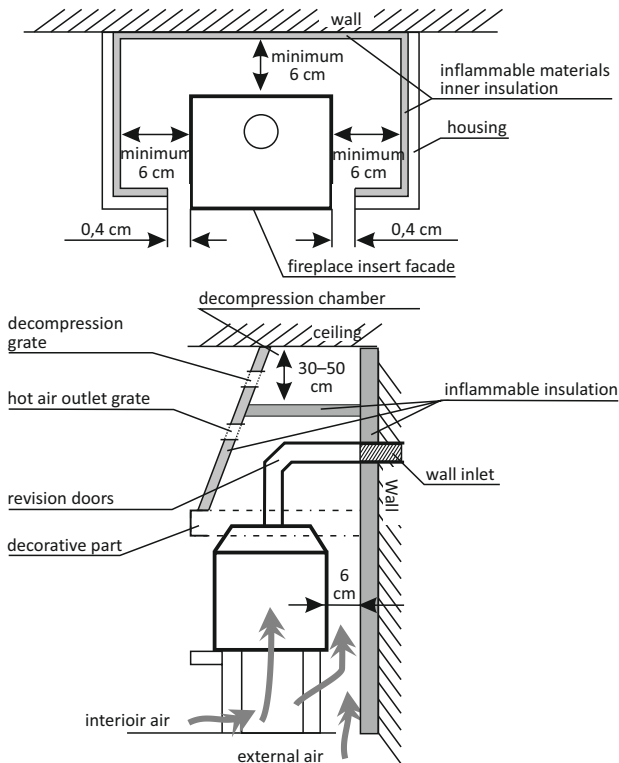 wall
minimum
6 cm
inflammable materials
inner insulation
housing
minimum
6 cm
minimum
6 cm
0,4 cm
0,4 cm
fireplace insert facade
decompression chamber
decompression
grate
ceiling
30–50
cm
hot air outlet grate
inflammable insulation
wall inlet
revision doors
Wall
decorative part
6
cm
interioir air
external air